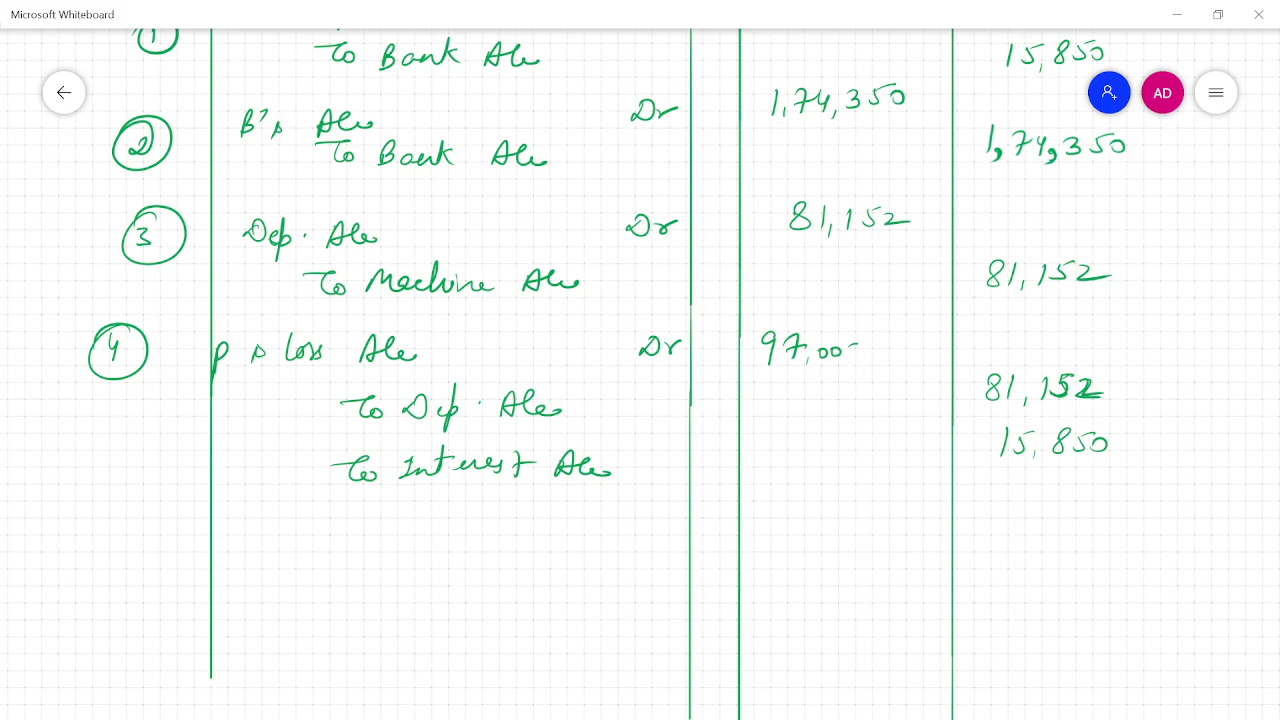 Microsoft Whiteboard
1
To Bank A/c 15,850
AD
2 B's A/c Dr 1,74,350
To Bank A/c 1,74,350
3 Dep. A/c Dr 81,152
To Machine A/c 81,152
4 P & Loss A/c Dr 97,00
To Dep. A/c 81,152
To Interest A/c 15,850